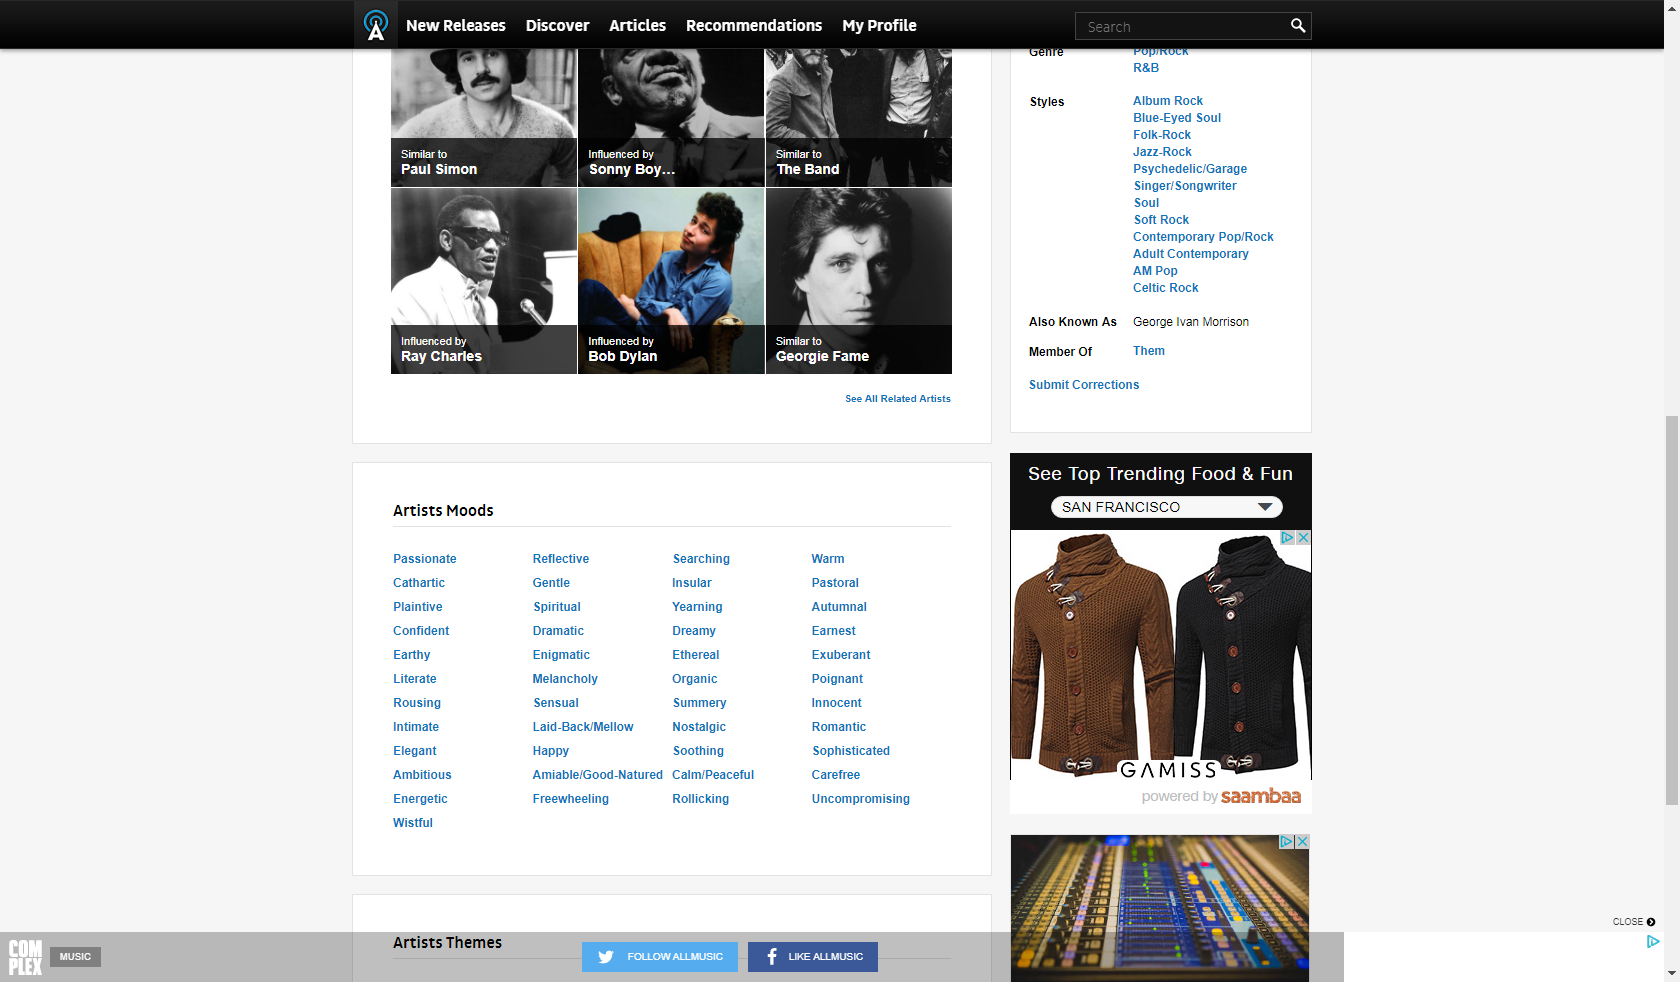 New Releases Discover Articles Recommendations My Profile
Search
Similar to
Paul Simon
Influenced by
Sonny Boy...
Similar to
The Band
Influenced by
Ray Charles
Influenced by
Bob Dylan
Similar to
Georgie Fame
See All Related Artists
Genre Pop/Rock
R&B
Styles Album Rock
Blue-Eyed Soul
Folk-Rock
Jazz-Rock
Psychedelic/Garage
Singer/Songwriter
Soul
Soft Rock
Contemporary Pop/Rock
Adult Contemporary
AM Pop
Celtic Rock
Also Known As George Ivan Morrison
Member Of Them
Submit Corrections
Artists Moods
Passionate Reflective Searching Warm
Cathartic Gentle Insular Pastoral
Plaintive Spiritual Yearning Autumnal
Confident Dramatic Dreamy Earnest
Earthy Enigmatic Ethereal Exuberant
Literate Melancholy Organic Poignant
Rousing Sensual Summery Innocent
Intimate Laid-Back/Mellow Nostalgic Romantic
Elegant Happy Soothing Sophisticated
Ambitious Amiable/Good-Natured Calm/Peaceful Carefree
Energetic Freewheeling Rollicking Uncompromising
Wistful
See Top Trending Food & Fun
SAN FRANCISCO
GAMISS
powered by saambaa
Artists Themes
CLOSE
COMPLEX
MUSIC
FOLLOW ALLMUSIC
LIKE ALLMUSIC